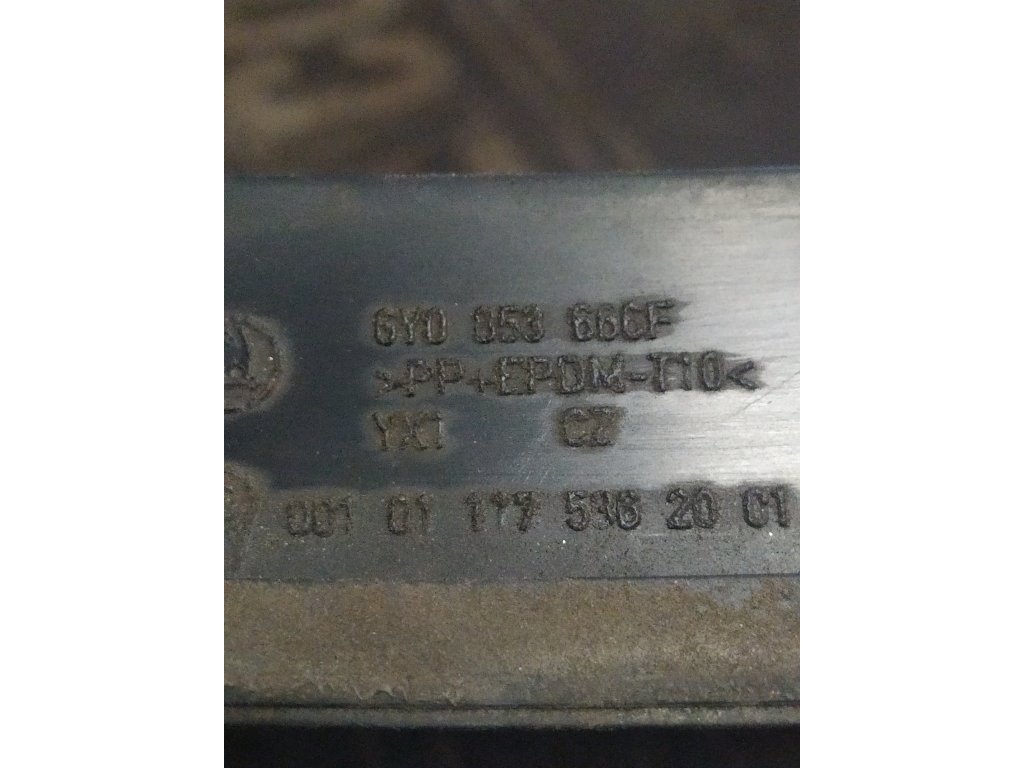 6Y0 853 666F
>PP+EPDM-T10<
YX1 CZ
001 01 117 536 20 01